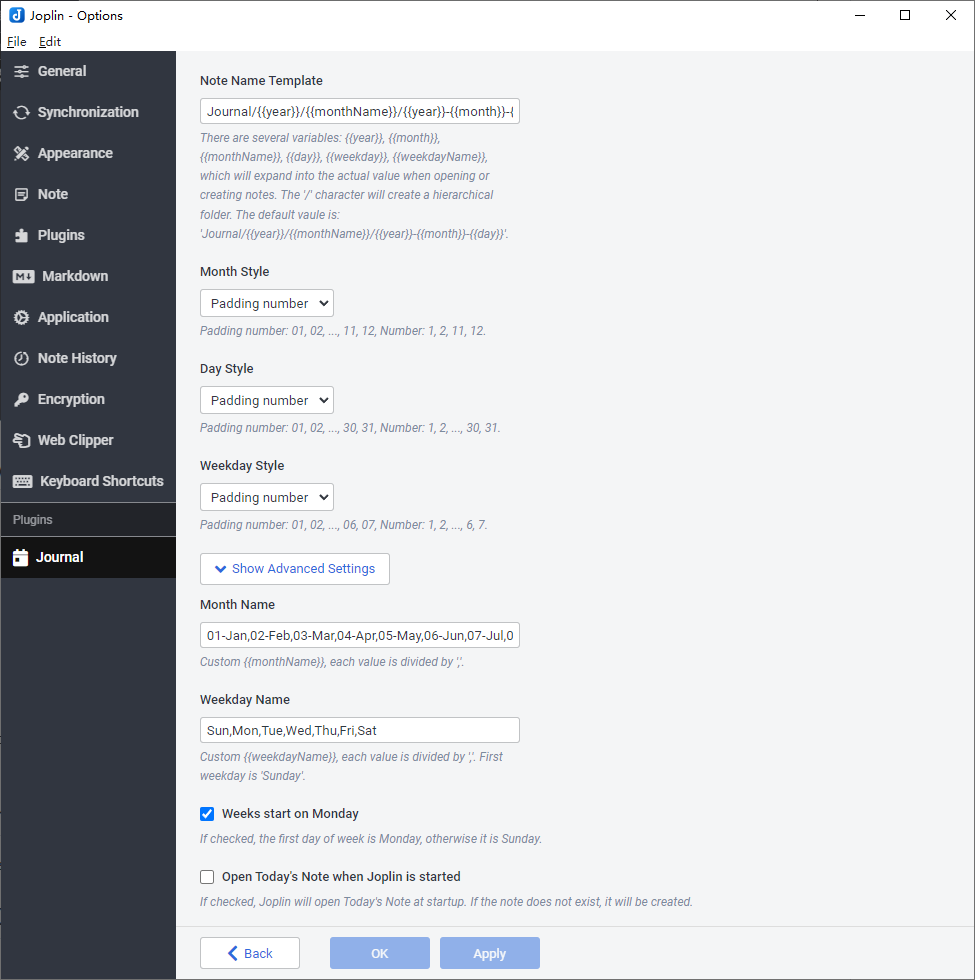 Joplin - Options
File Edit
General
Synchronization
Appearance
Note
Plugins
Markdown
Application
Note History
Encryption
Web Clipper
Keyboard Shortcuts
Plugins
Journal
Note Name Template
Journal/{{year}}/{{monthName}}/{{year}}-{{month}}-{
There are several variables: {{year}}, {{month}},
{{monthName}}, {{day}}, {{weekday}}, {{weekdayName}},
which will expand into the actual value when opening or
creating notes. The '/' character will create a hierarchical
folder. The default vaule is:
'Journal/{{year}}/{{monthName}}/{{year}}-{{month}}-{{day}}'.
Month Style
Padding number
Padding number: 01, 02, ..., 11, 12, Number: 1, 2, 11, 12.
Day Style
Padding number
Padding number: 01, 02, ..., 30, 31, Number: 1, 2, ..., 30, 31.
Weekday Style
Padding number
Padding number: 01, 02, ..., 06, 07, Number: 1, 2, ..., 6, 7.
Show Advanced Settings
Month Name
01-Jan,02-Feb,03-Mar,04-Apr,05-May,06-Jun,07-Jul,0
Custom {{monthName}}, each value is divided by ','.
Weekday Name
Sun,Mon,Tue,Wed,Thu,Fri,Sat
Custom {{weekdayName}}, each value is divided by ','. First
weekday is 'Sunday'.
Weeks start on Monday
If checked, the first day of week is Monday, otherwise it is Sunday.
Open Today's Note when Joplin is started
If checked, Joplin will open Today's Note at startup. If the note does not exist, it will be created.
Back OK Apply